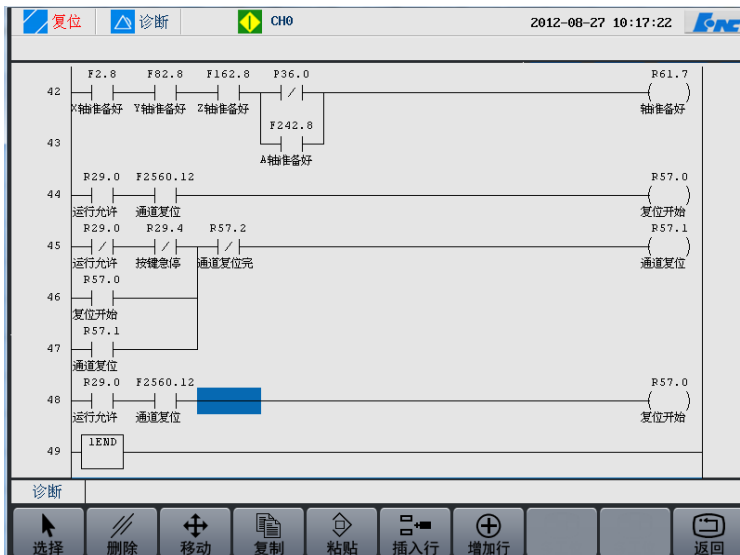 复位 诊断 CH0 2012-08-27 10:17:22
F2.8 F82.8 F162.8 P36.0 R61.7
42
X轴准备好 Y轴准备好 Z轴准备好 轴准备好
F242.8
43
A轴准备好
R29.0 F2560.12 R57.0
44
运行允许 通道复位 复位开始
R29.0 R29.4 R57.2 R57.1
45
运行允许 按键急停 通道复位完 通道复位
R57.0
46
复位开始
R57.1
47
通道复位
R29.0 F2560.12 R57.0
48
运行允许 通道复位 复位开始
1END
49
诊断
选择 删除 移动 复制 粘贴 插入行 增加行 返回